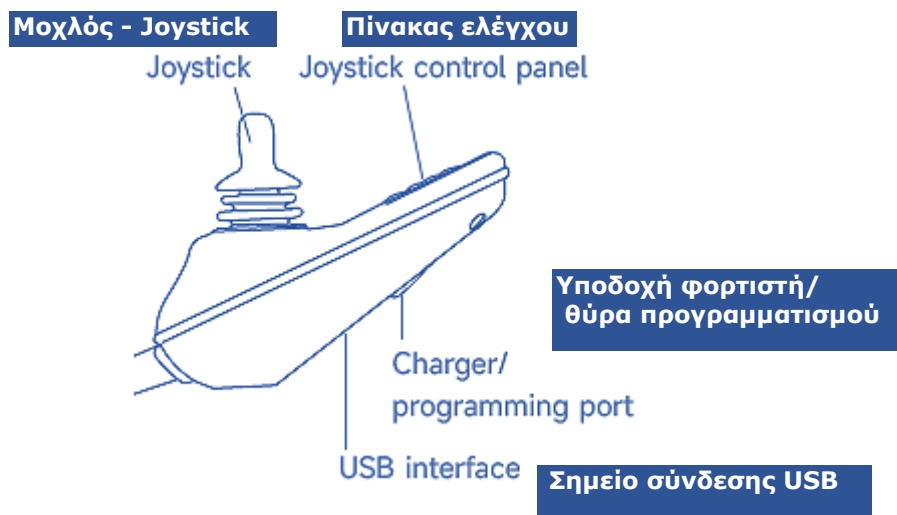 Μοχλός - Joystick
Πίνακας ελέγχου
Joystick
Joystick control panel
Υποδοχή φορτιστή/
θύρα προγραμματισμού
Charger/
programming port
USB interface
Σημείο σύνδεσης USB